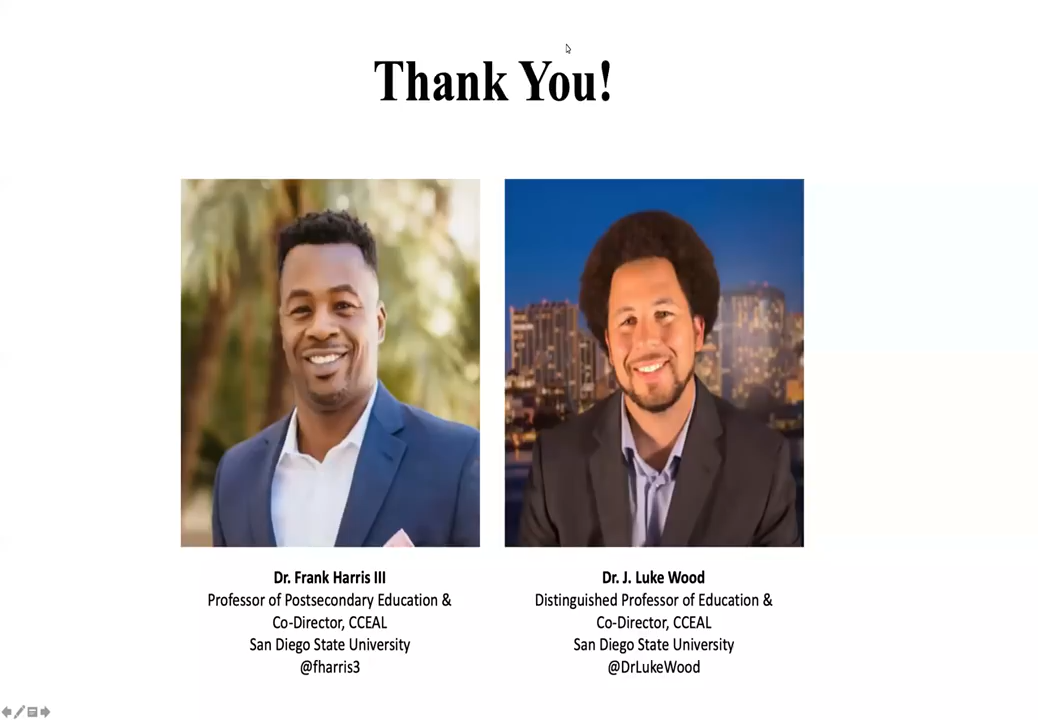 Thank You!
Dr. Frank Harris III
Professor of Postsecondary Education &
Co-Director, CCEAL
San Diego State University
@fharris3
Dr. J. Luke Wood
Distinguished Professor of Education &
Co-Director, CCEAL
San Diego State University
@DrLukeWood